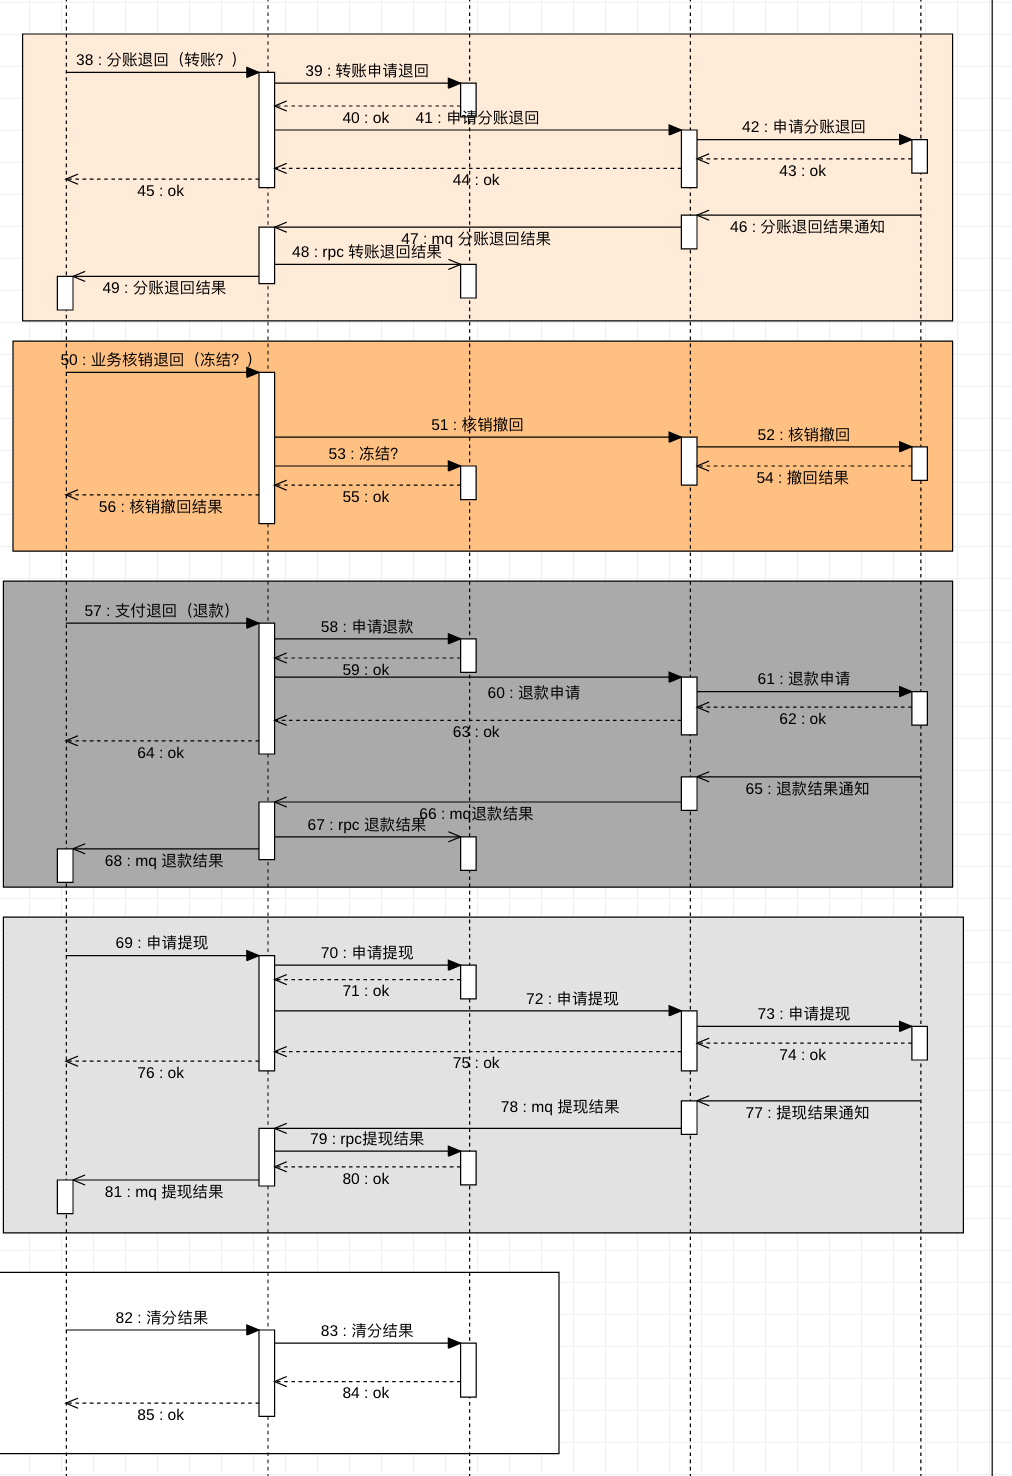 38 : 分账退回（转账？）
39 : 转账申请退回
40 : ok
41 : 申请分账退回
42 : 申请分账退回
43 : ok
44 : ok
45 : ok
46 : 分账退回结果通知
47 : mq 分账退回结果
48 : rpc 转账退回结果
49 : 分账退回结果
50 : 业务核销退回（冻结？）
51 : 核销撤回
52 : 核销撤回
53 : 冻结？
54 : 撤回结果
55 : ok
56 : 核销撤回结果
57 : 支付退回（退款）
58 : 申请退款
59 : ok
60 : 退款申请
61 : 退款申请
62 : ok
63 : ok
64 : ok
65 : 退款结果通知
66 : mq退款结果
67 : rpc 退款结果
68 : mq 退款结果
69 : 申请提现
70 : 申请提现
71 : ok
72 : 申请提现
73 : 申请提现
74 : ok
75 : ok
76 : ok
77 : 提现结果通知
78 : mq 提现结果
79 : rpc提现结果
80 : ok
81 : mq 提现结果
82 : 清分结果
83 : 清分结果
84 : ok
85 : ok